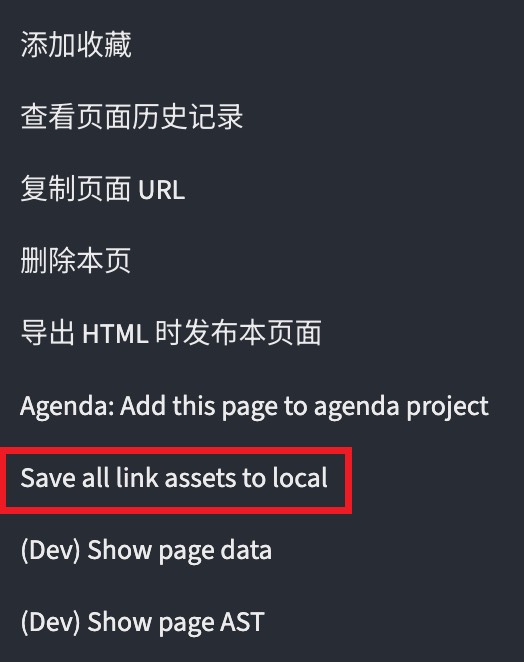 添加收藏
查看页面历史记录
复制页面 URL
删除本页
导出 HTML 时发布本页面
Agenda: Add this page to agenda project
Save all link assets to local
(Dev) Show page data
(Dev) Show page AST